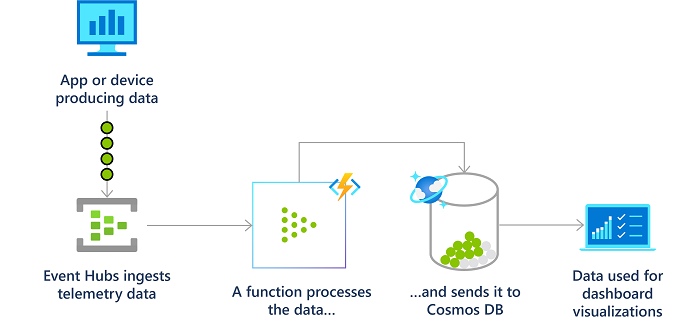 App or device
producing data
Event Hubs ingests
telemetry data
A function processes
the data...
...and sends it to
Cosmos DB
Data used for
dashboard
visualizations